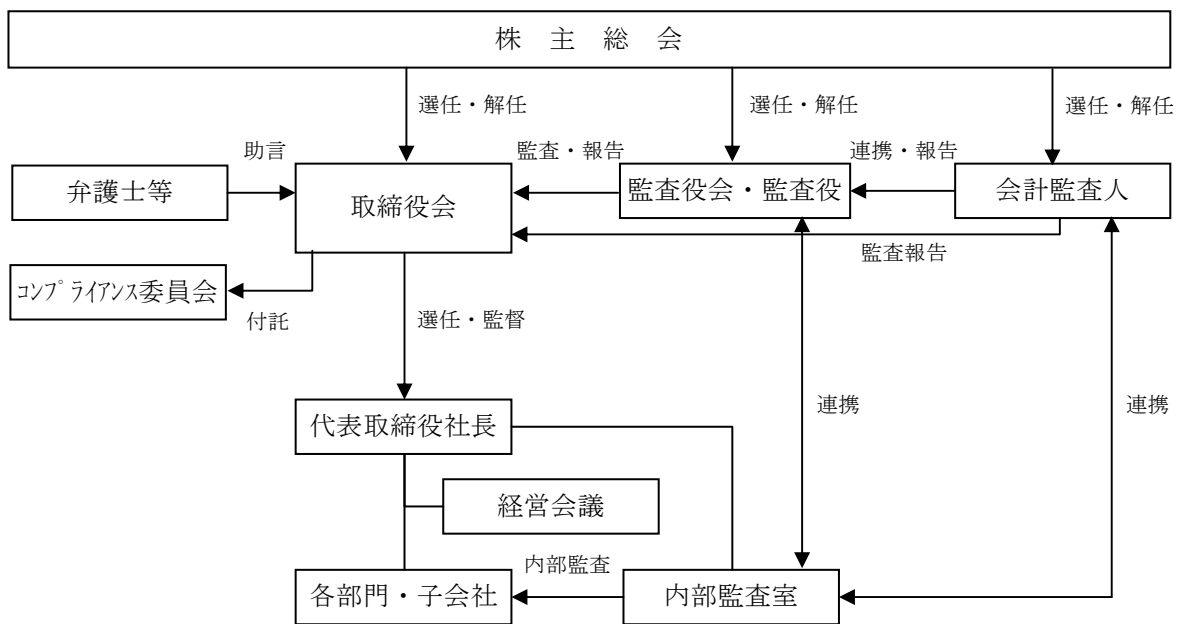 株 主 総 会
選任・解任
選任・解任
選任・解任
助言
監査・報告
連携・報告
弁護士等
取締役会
監査役会・監査役
会計監査人
監査報告
コンプライアンス委員会
付託
選任・監督
代表取締役社長
連携
連携
経営会議
内部監査
各部門・子会社
内部監査室